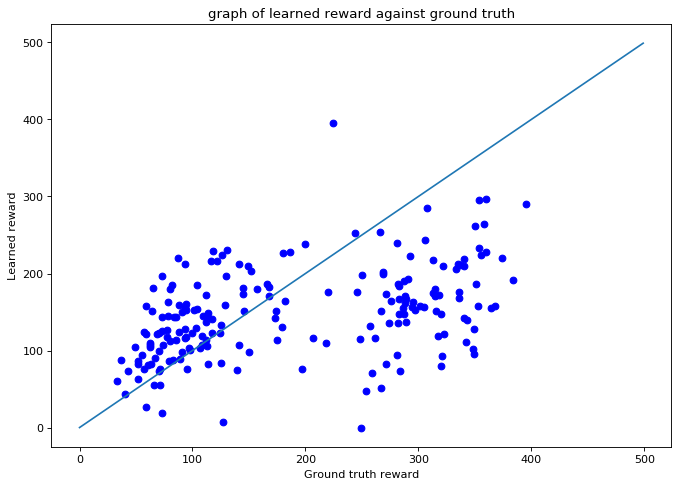 graph of learned reward against ground truth
500
400
300
200
100
0
Learned reward
0 100 200 300 400 500
Ground truth reward